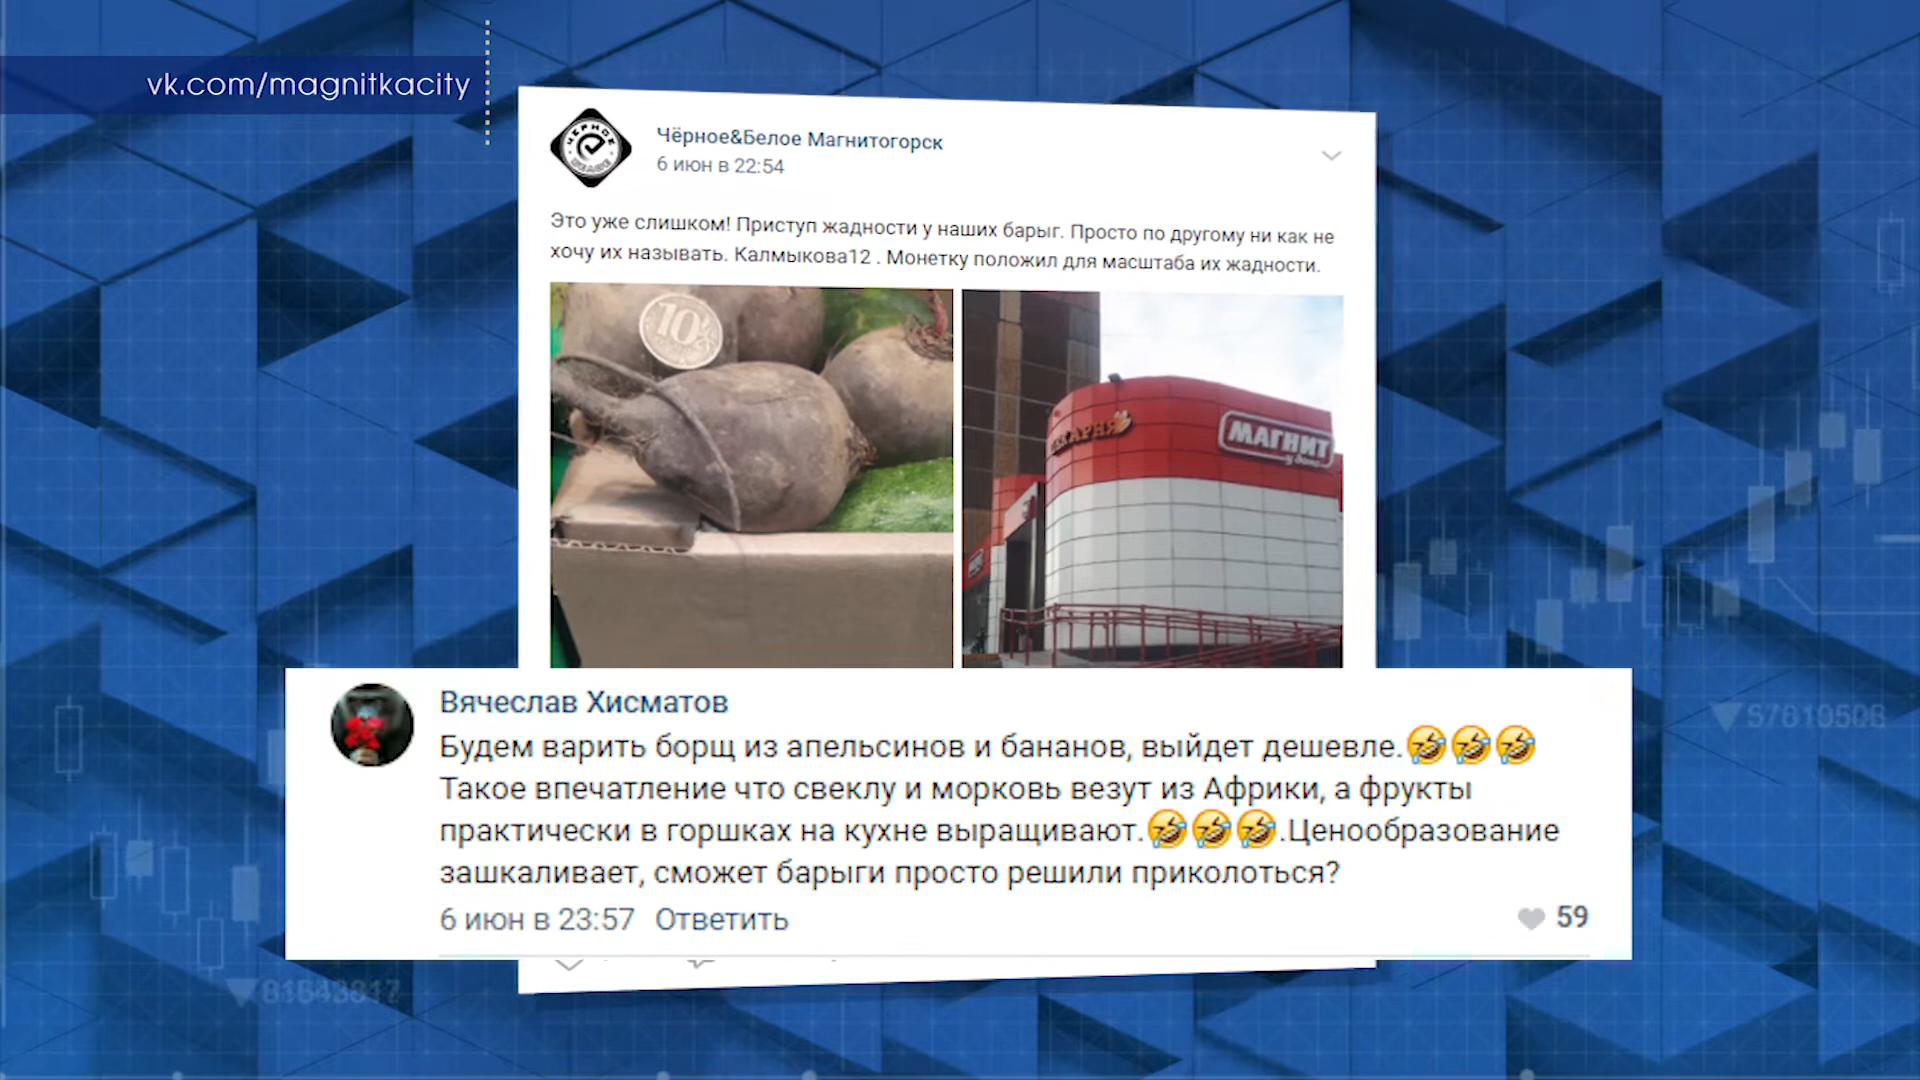 vk.com/magnitkacity
ЧЕРНОЕ
Чёрное&Белое Магнитогорск
6 июн в 22:54
Это уже слишком! Приступ жадности у наших барыг. Просто по другому ни как не
хочу их называть. Калмыкова12 . Монетку положил для масштаба их жадности.
10
ПЕКАРНЯ
МАГНИТ
Вячеслав Хисматов
Будем варить борщ из апельсинов и бананов, выйдет дешевле.🤣🤣🤣
Такое впечатление что свеклу и морковь везут из Африки, а фрукты
практически в горшках на кухне выращивают.🤣🤣🤣.Ценообразование
зашкаливает, сможет барыги просто решили приколоться?
6 июн в 23:57 Ответить
59